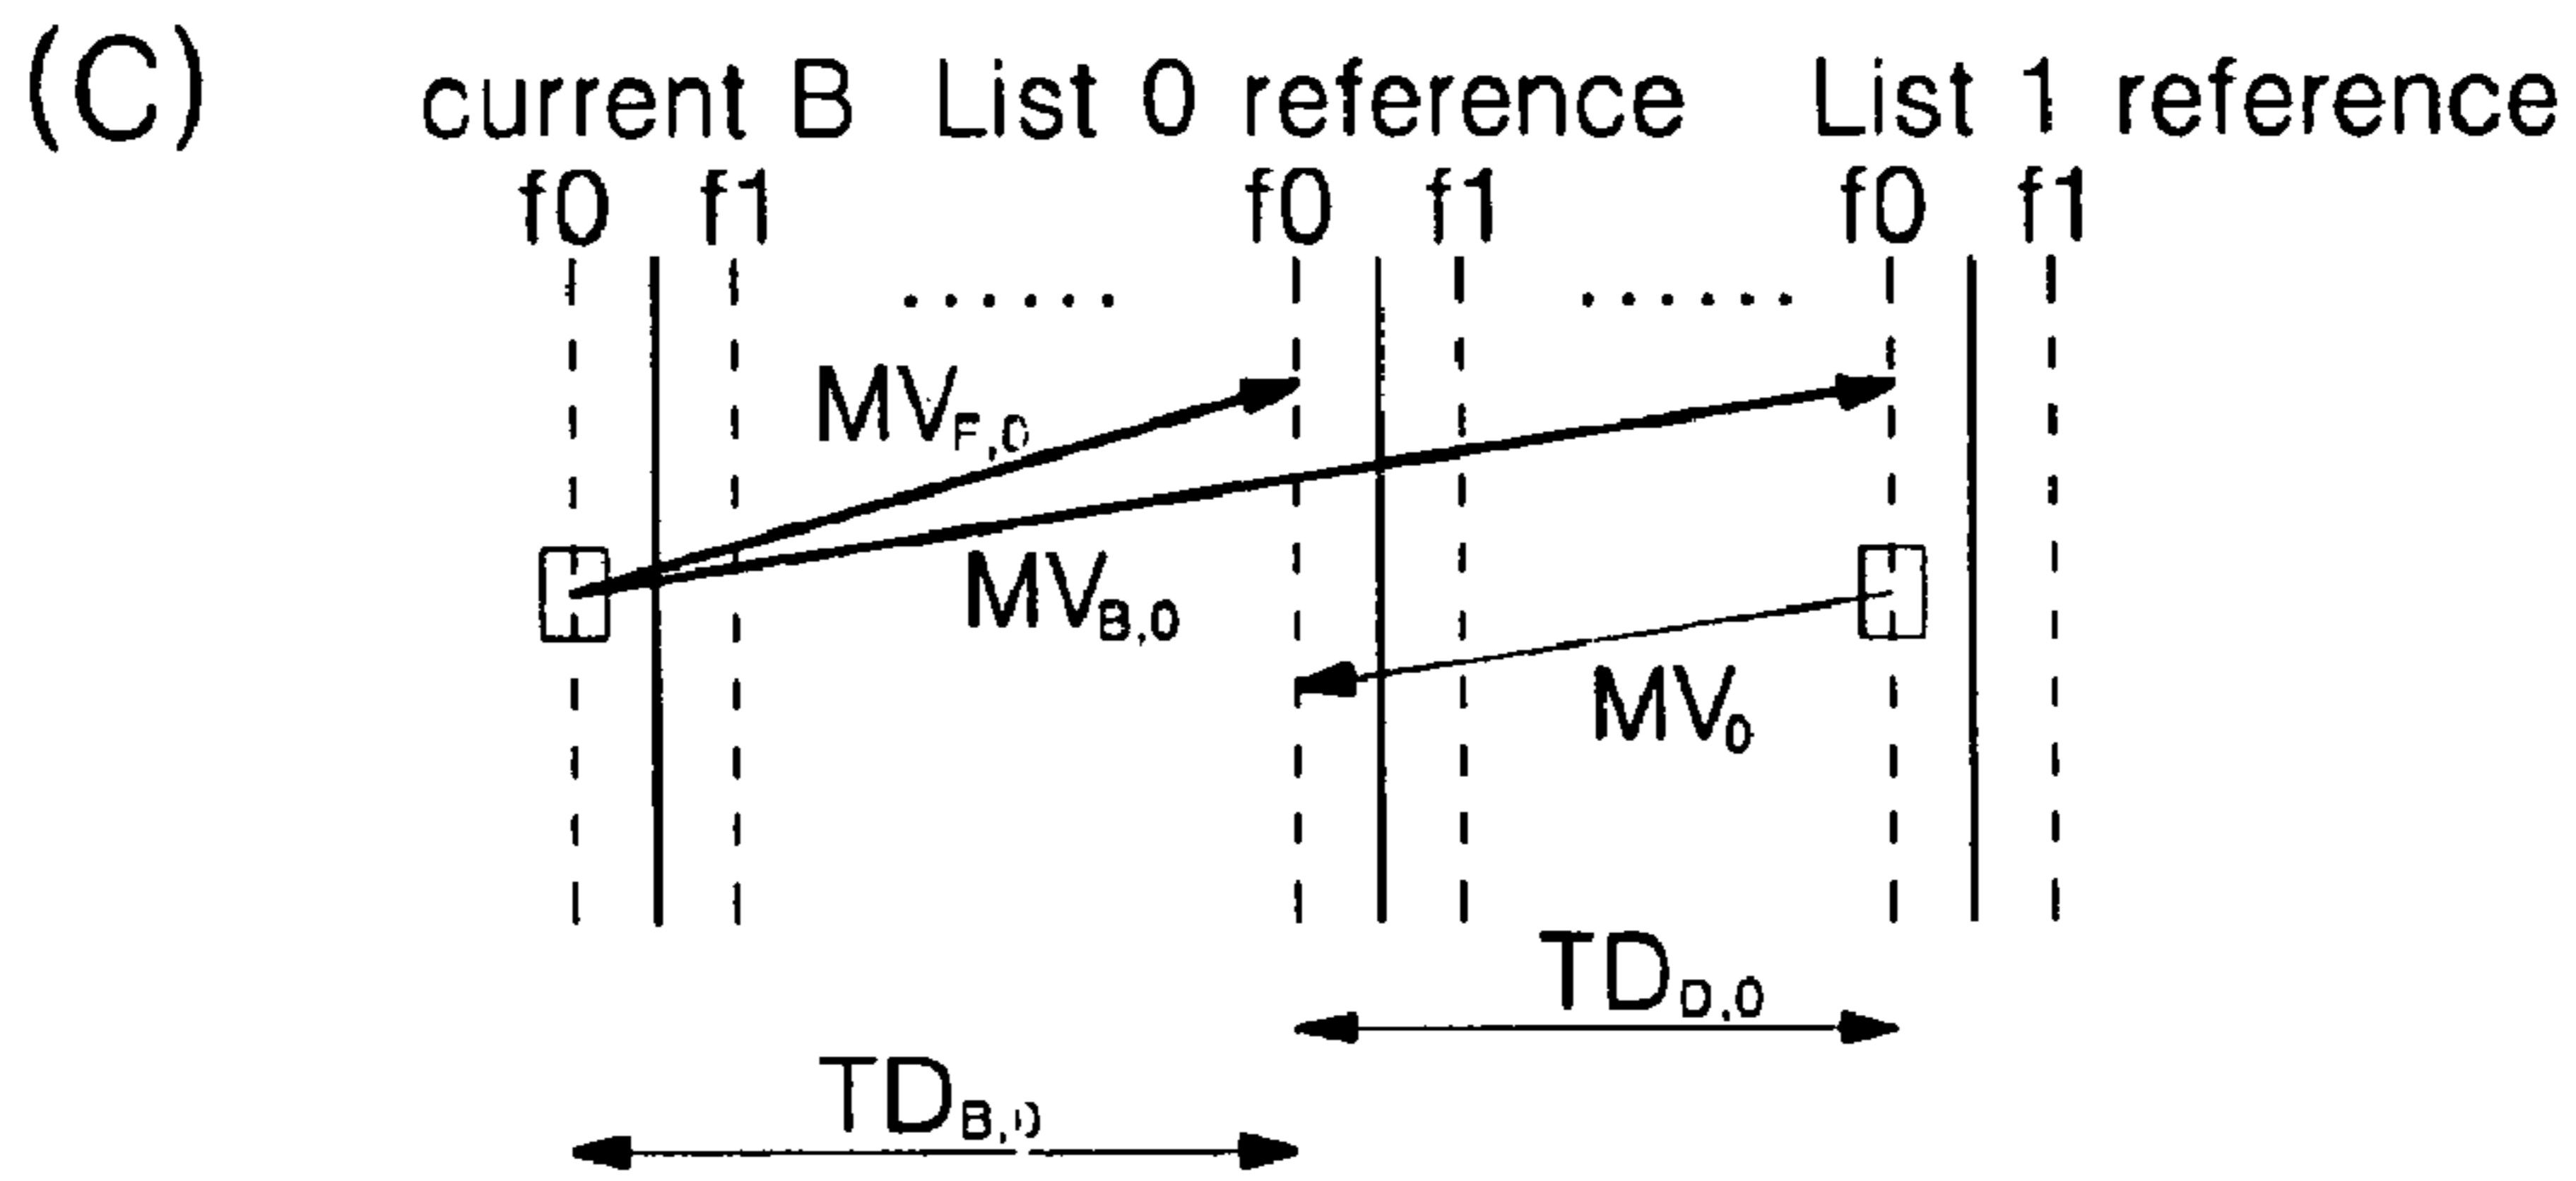 (C) current B List 0 reference List 1 reference
f0 f1 f0 f1 f0 f1
MVF,0
MVB,0
MV0
TDD,0
TDB,0